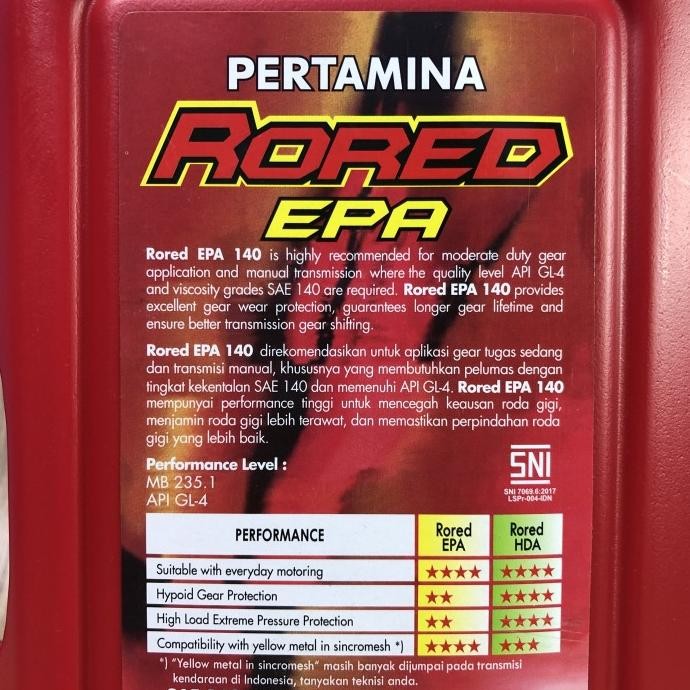 PERTAMINA
RORED
EPA
Rored EPA 140 is highly recommended for moderate duty gear
application and manual transmission where the quality level API GL-4
and viscosity grades SAE 140 are required. Rored EPA 140 provides
excellent gear wear protection, guarantees longer gear lifetime and
ensure better transmission gear shifting.
Rored EPA 140 direkomendasikan untuk aplikasi gear tugas sedang
dan transmisi manual, khususnya yang membutuhkan pelumas dengan
tingkat kekentalan SAE 140 dan memenuhi API GL-4. Rored EPA 140
mempunyai performance tinggi untuk mencegah keausan roda gigi,
menjamin roda gigi lebih terawat, dan memastikan perpindahan roda
gigi yang lebih baik.
Performance Level :
MB 235.1
API GL-4
SNI
SNI 7069.6:2017
LSPr-004-IDN
PERFORMANCE Rored EPA Rored HDA
Suitable with everyday motoring ★★★★ ★★★★
Hypoid Gear Protection ★★ ★★★★
High Load Extreme Pressure Protection ★★ ★★★★
Compatibility with yellow metal in sincromesh *) ★★★★ ★★★
*) "Yellow metal in sincromesh" masih banyak dijumpai pada transmisi
kendaraan di Indonesia, tanyakan teknisi anda.